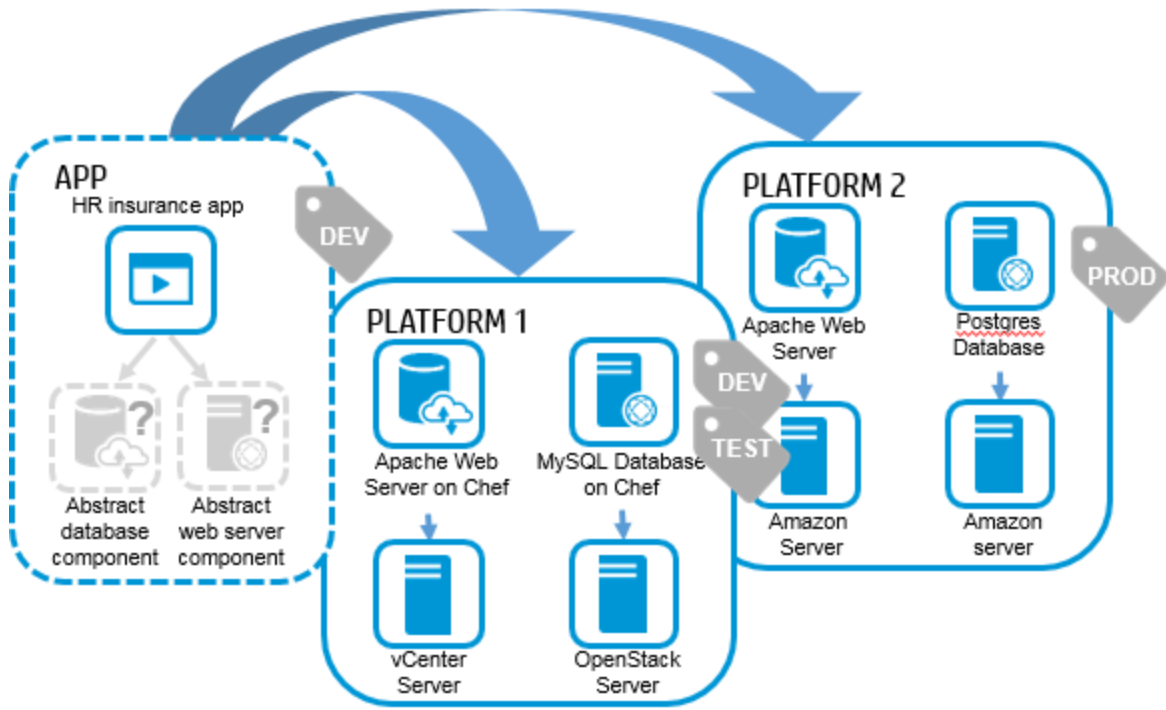 APP
HR insurance app
DEV
?
?
Abstract
database
component
Abstract
web server
component
PLATFORM 1
Apache Web
Server on Chef
MySQL Database
on Chef
DEV
TEST
vCenter
Server
OpenStack
Server
PLATFORM 2
Apache Web
Server
Postgres
Database
PROD
Amazon
Server
Amazon
server